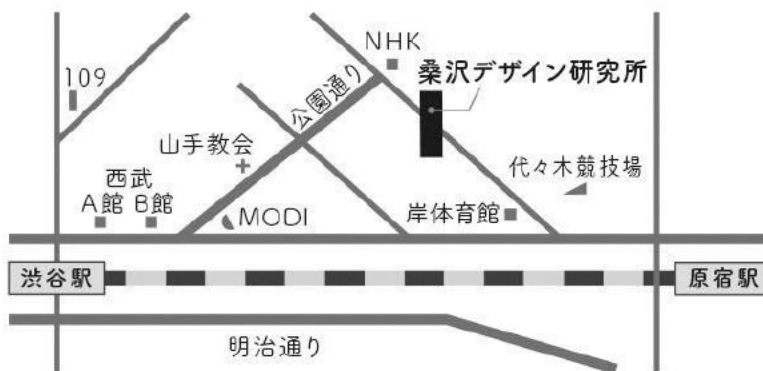 NHK
桑沢デザイン研究所
109
公園通り
山手教会
代々木競技場
西武
A館 B館
MODI
岸体育館
渋谷駅
原宿駅
明治通り